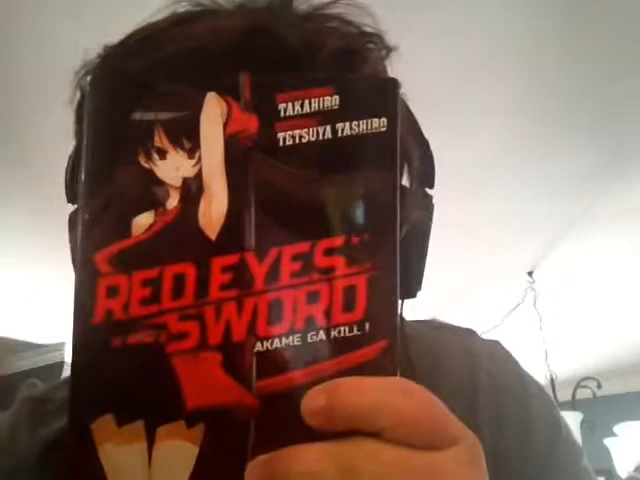 TAKAHIRO
TETSUYA TASHIRO
RED EYES
SWORD
AKAME GA KILL !